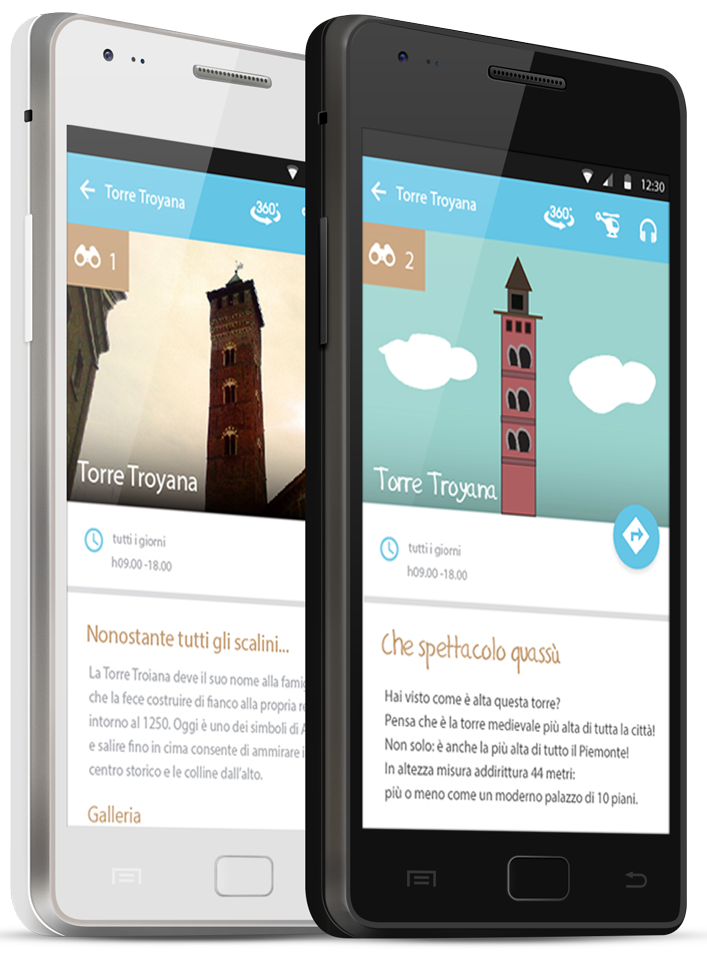 Torre Troyana
360°
1
Torre Troyana
tutti i giorni
h09.00 -18.00
Nonostante tutti gli scalini...
La Torre Troiana deve il suo nome alla
che la fece costruire di fianco alla propria
intorno al 1250. Oggi è uno dei simboli di
e salire fino in cima consente di ammirare
centro storico e le colline dall'alto.
Galleria
12:30
Torre Troyana
360°
2
Torre Troyana
tutti i giorni
h09.00 -18.00
Che spettacolo quassù
Hai visto come è alta questa torre?
Pensa che è la torre medievale più alta di tutta la città!
Non solo: è anche la più alta di tutto il Piemonte!
In altezza misura addirittura 44 metri:
più o meno come un moderno palazzo di 10 piani.